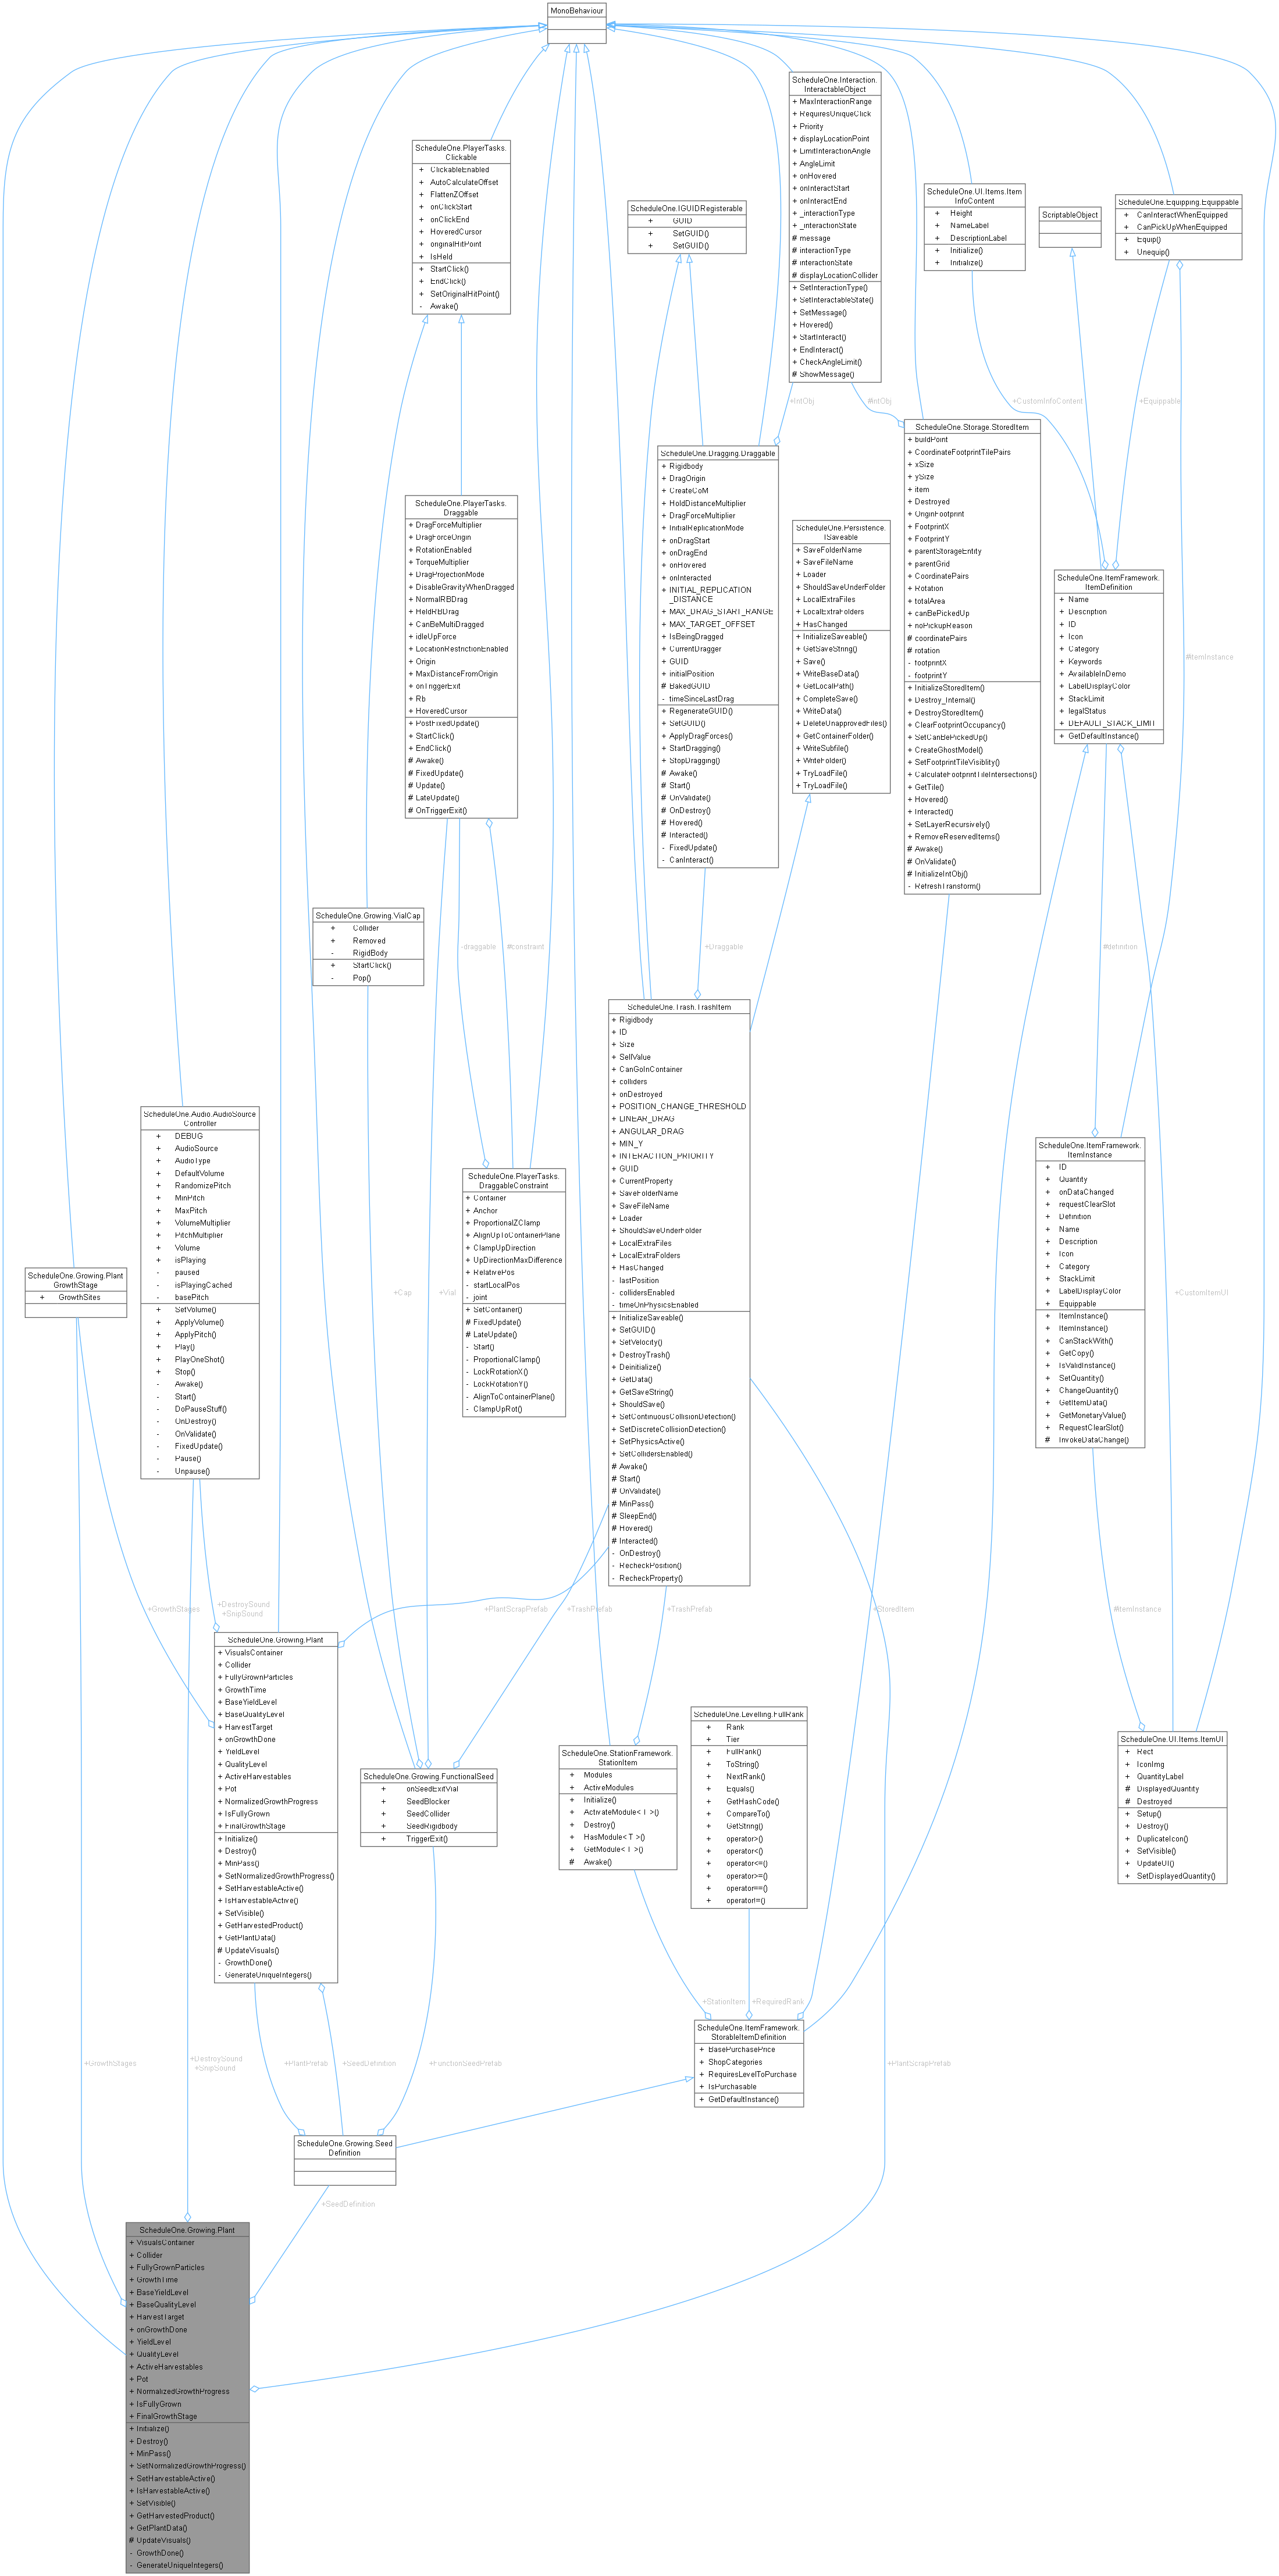 MonoBehaviour
ScheduleOne.Interaction.
InteractableObject
+ MaxInteractionRange
+ RequiresUniqueClick
+ Priority
+ displayLocationPoint
+ LimitInteractionAngle
+ AngleLimit
+ onHovered
+ onInteractStart
+ onInteractEnd
+ _interactionType
+ _interactionState
# message
# interactionType
# interactionState
# displayLocationCollider
+ SetInteractionType()
+ SetInteractableState()
+ SetMessage()
+ Hovered()
+ StartInteract()
+ EndInteract()
+ CheckAngleLimit()
# ShowMessage()
ScheduleOne.PlayerTasks.
Clickable
+ ClickableEnabled
+ AutoCalculateOffset
+ FlattenZOffset
+ onClickStart
+ onClickEnd
+ HoveredCursor
+ originalHitPoint
+ IsHeld
+ StartClick()
+ EndClick()
+ SetOriginalHitPoint()
- Awake()
ScheduleOne.IGUIDRegisterable
+ GUID
+ SetGUID()
+ SetGUID()
ScheduleOne.UI.Items.Item
InfoContent
+ Height
+ NameLabel
+ DescriptionLabel
+ Initialize()
+ Initialize()
ScriptableObject
ScheduleOne.Equipping.Equippable
+ CanInteractWhenEquipped
+ CanPickUpWhenEquipped
+ Equip()
+ Unequip()
+IntObj
#IntObj
+CustomInfoContent
+Equippable
ScheduleOne.Storage.StoredItem
+ buildPoint
+ CoordinateFootprintTilePairs
+ xSize
+ ySize
+ item
+ Destroyed
+ OriginFootprint
+ FootprintX
+ FootprintY
+ parentStorageEntity
+ parentGrid
+ CoordinatePairs
+ Rotation
+ totalArea
+ canBePickedUp
+ noPickupReason
# coordinatePairs
# rotation
- footprintX
- footprintY
+ InitializeStoredItem()
+ Destroy_Internal()
+ DestroyStoredItem()
+ ClearFootprintOccupancy()
+ SetCanBePickedUp()
+ CreateGhostModel()
+ SetFootprintTileVisiblity()
+ CalculateFootprintTileIntersections()
+ GetTile()
+ Hovered()
+ Interacted()
+ SetLayerRecursively()
+ RemoveReservedItems()
# Awake()
# OnValidate()
# InitializeIntObj()
- RefreshTransform()
ScheduleOne.Dragging.Draggable
+ Rigidbody
+ DragOrigin
+ CreateCoM
+ HoldDistanceMultiplier
+ DragForceMultiplier
+ InitialReplicationMode
+ onDragStart
+ onDragEnd
+ onHovered
+ onInteracted
+ INITIAL_REPLICATION
_DISTANCE
+ MAX_DRAG_START_RANGE
+ MAX_TARGET_OFFSET
+ IsBeingDragged
+ CurrentDragger
+ GUID
+ initialPosition
# BakedGUID
- timeSinceLastDrag
+ RegenerateGUID()
+ SetGUID()
+ ApplyDragForces()
+ StartDragging()
+ StopDragging()
# Awake()
# Start()
# OnValidate()
# OnDestroy()
# Hovered()
# Interacted()
- FixedUpdate()
- CanInteract()
ScheduleOne.PlayerTasks.
Draggable
+ DragForceMultiplier
+ DragForceOrigin
+ RotationEnabled
+ TorqueMultiplier
+ DragProjectionMode
+ DisableGravityWhenDragged
+ NormalRBDrag
+ HeldRBDrag
+ CanBeMultiDragged
+ idleUpForce
+ LocationRestrictionEnabled
+ Origin
+ MaxDistanceFromOrigin
+ onTriggerExit
+ Rb
+ HoveredCursor
+ PostFixedUpdate()
+ StartClick()
+ EndClick()
# Awake()
# FixedUpdate()
# Update()
# LateUpdate()
# OnTriggerExit()
ScheduleOne.Persistence.
ISaveable
+ SaveFolderName
+ SaveFileName
+ Loader
+ ShouldSaveUnderFolder
+ LocalExtraFiles
+ LocalExtraFolders
+ HasChanged
+ InitializeSaveable()
+ GetSaveString()
+ Save()
+ WriteBaseData()
+ GetLocalPath()
+ CompleteSave()
+ WriteData()
+ DeleteUnapprovedFiles()
+ GetContainerFolder()
+ WriteSubfile()
+ WriteFolder()
+ TryLoadFile()
+ TryLoadFile()
ScheduleOne.ItemFramework.
ItemDefinition
+ Name
+ Description
+ ID
+ Icon
+ Category
+ Keywords
+ AvailableInDemo
+ LabelDisplayColor
+ StackLimit
+ legalStatus
+ DEFAULT_STACK_LIMIT
+ GetDefaultInstance()
#itemInstance
ScheduleOne.Growing.VialCap
+ Collider
+ Removed
- RigidBody
+ StartClick()
- Pop()
-draggable
#constraint
+Draggable
#definition
ScheduleOne.Trash.TrashItem
+ Rigidbody
+ ID
+ Size
+ SellValue
+ CanGoInContainer
+ colliders
+ onDestroyed
+ POSITION_CHANGE_THRESHOLD
+ LINEAR_DRAG
+ ANGULAR_DRAG
+ MIN_Y
+ INTERACTION_PRIORITY
+ GUID
+ CurrentProperty
+ SaveFolderName
+ SaveFileName
+ Loader
+ ShouldSaveUnderFolder
+ LocalExtraFiles
+ LocalExtraFolders
+ HasChanged
- lastPosition
- collidersEnabled
- timeOnPhysicsEnabled
+ InitializeSaveable()
+ SetGUID()
+ SetVelocity()
+ DestroyTrash()
+ Deinitialize()
+ GetData()
+ GetSaveString()
+ ShouldSave()
+ SetContinuousCollisionDetection()
+ SetDiscreteCollisionDetection()
+ SetPhysicsActive()
+ SetCollidersEnabled()
# Awake()
# Start()
# OnValidate()
# MinPass()
# SleepEnd()
# Hovered()
# Interacted()
- OnDestroy()
- RecheckPosition()
- RecheckProperty()
ScheduleOne.Audio.AudioSource
Controller
+ DEBUG
+ AudioSource
+ AudioType
+ DefaultVolume
+ RandomizePitch
+ MinPitch
+ MaxPitch
+ VolumeMultiplier
+ PitchMultiplier
+ Volume
+ isPlaying
- paused
- isPlayingCached
- basePitch
+ SetVolume()
+ ApplyVolume()
+ ApplyPitch()
+ Play()
+ PlayOneShot()
+ Stop()
- Awake()
- Start()
- DoPauseStuff()
- OnDestroy()
- OnValidate()
- FixedUpdate()
- Pause()
- Unpause()
ScheduleOne.PlayerTasks.
DraggableConstraint
+ Container
+ Anchor
+ ProportionalZClamp
+ AlignUpToContainerPlane
+ ClampUpDirection
+ UpDirectionMaxDifference
+ RelativePos
- startLocalPos
- joint
+ SetContainer()
# FixedUpdate()
# LateUpdate()
- Start()
- ProportionalClamp()
- LockRotationX()
- LockRotationY()
- AlignToContainerPlane()
- ClampUpRot()
ScheduleOne.ItemFramework.
ItemInstance
+ ID
+ Quantity
+ onDataChanged
+ requestClearSlot
+ Definition
+ Name
+ Description
+ Icon
+ Category
+ StackLimit
+ LabelDisplayColor
+ Equippable
+ ItemInstance()
+ ItemInstance()
+ CanStackWith()
+ GetCopy()
+ IsValidInstance()
+ SetQuantity()
+ ChangeQuantity()
+ GetItemData()
+ GetMonetaryValue()
+ RequestClearSlot()
# InvokeDataChange()
ScheduleOne.Growing.Plant
GrowthStage
+ GrowthSites
+Cap
+Vial
+CustomItemUI
+DestroySound
+SnipSound
+GrowthStages
+PlantScrapPrefab
+TrashPrefab
+TrashPrefab
+StoredItem
#itemInstance
ScheduleOne.Growing.Plant
+ VisualsContainer
+ Collider
+ FullyGrownParticles
+ GrowthTime
+ BaseYieldLevel
+ BaseQualityLevel
+ HarvestTarget
+ onGrowthDone
+ YieldLevel
+ QualityLevel
+ ActiveHarvestables
+ Pot
+ NormalizedGrowthProgress
+ IsFullyGrown
+ FinalGrowthStage
+ Initialize()
+ Destroy()
+ MinPass()
+ SetNormalizedGrowthProgress()
+ SetHarvestableActive()
+ IsHarvestableActive()
+ SetVisible()
+ GetHarvestedProduct()
+ GetPlantData()
# UpdateVisuals()
- GrowthDone()
- GenerateUniqueIntegers()
ScheduleOne.Growing.FunctionalSeed
+ onSeedExitVial
+ SeedBlocker
+ SeedCollider
+ SeedRigidbody
+ TriggerExit()
ScheduleOne.StationFramework.
StationItem
+ Modules
+ ActiveModules
+ Initialize()
+ ActivateModule< T >()
+ Destroy()
+ HasModule< T >()
+ GetModule< T >()
# Awake()
ScheduleOne.Levelling.FullRank
+ Rank
+ Tier
+ FullRank()
+ ToString()
+ NextRank()
+ Equals()
+ GetHashCode()
+ CompareTo()
+ GetString()
+ operator>()
+ operator<()
+ operator<=()
+ operator>=()
+ operator==()
+ operator!=()
ScheduleOne.UI.Items.ItemUI
+ Rect
+ IconImg
+ QuantityLabel
# DisplayedQuantity
# Destroyed
+ Setup()
+ Destroy()
+ DuplicateIcon()
+ SetVisible()
+ UpdateUI()
+ SetDisplayedQuantity()
+StationItem
+RequiredRank
ScheduleOne.ItemFramework.
StorableItemDefinition
+ BasePurchasePrice
+ ShopCategories
+ RequiresLevelToPurchase
+ IsPurchasable
+ GetDefaultInstance()
+GrowthStages
+DestroySound
+SnipSound
+PlantPrefab
+SeedDefinition
+FunctionSeedPrefab
+PlantScrapPrefab
ScheduleOne.Growing.Seed
Definition
+SeedDefinition
ScheduleOne.Growing.Plant
+ VisualsContainer
+ Collider
+ FullyGrownParticles
+ GrowthTime
+ BaseYieldLevel
+ BaseQualityLevel
+ HarvestTarget
+ onGrowthDone
+ YieldLevel
+ QualityLevel
+ ActiveHarvestables
+ Pot
+ NormalizedGrowthProgress
+ IsFullyGrown
+ FinalGrowthStage
+ Initialize()
+ Destroy()
+ MinPass()
+ SetNormalizedGrowthProgress()
+ SetHarvestableActive()
+ IsHarvestableActive()
+ SetVisible()
+ GetHarvestedProduct()
+ GetPlantData()
# UpdateVisuals()
- GrowthDone()
- GenerateUniqueIntegers()